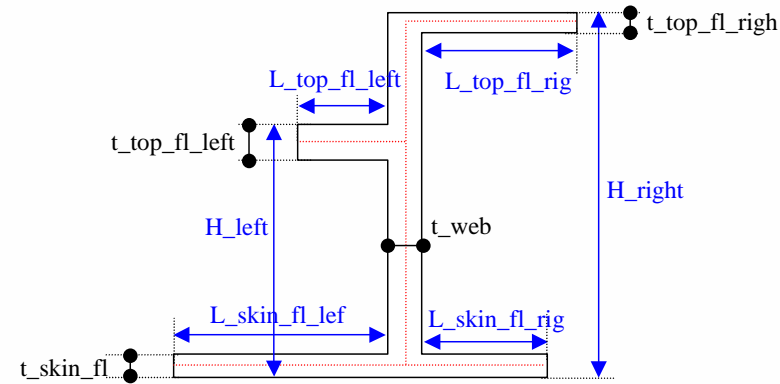 t_top_fl_righ
L_top_fl_left
L_top_fl_rig
t_top_fl_left
H_right
H_left
t_web
L_skin_fl_lef
L_skin_fl_rig
t_skin_fl